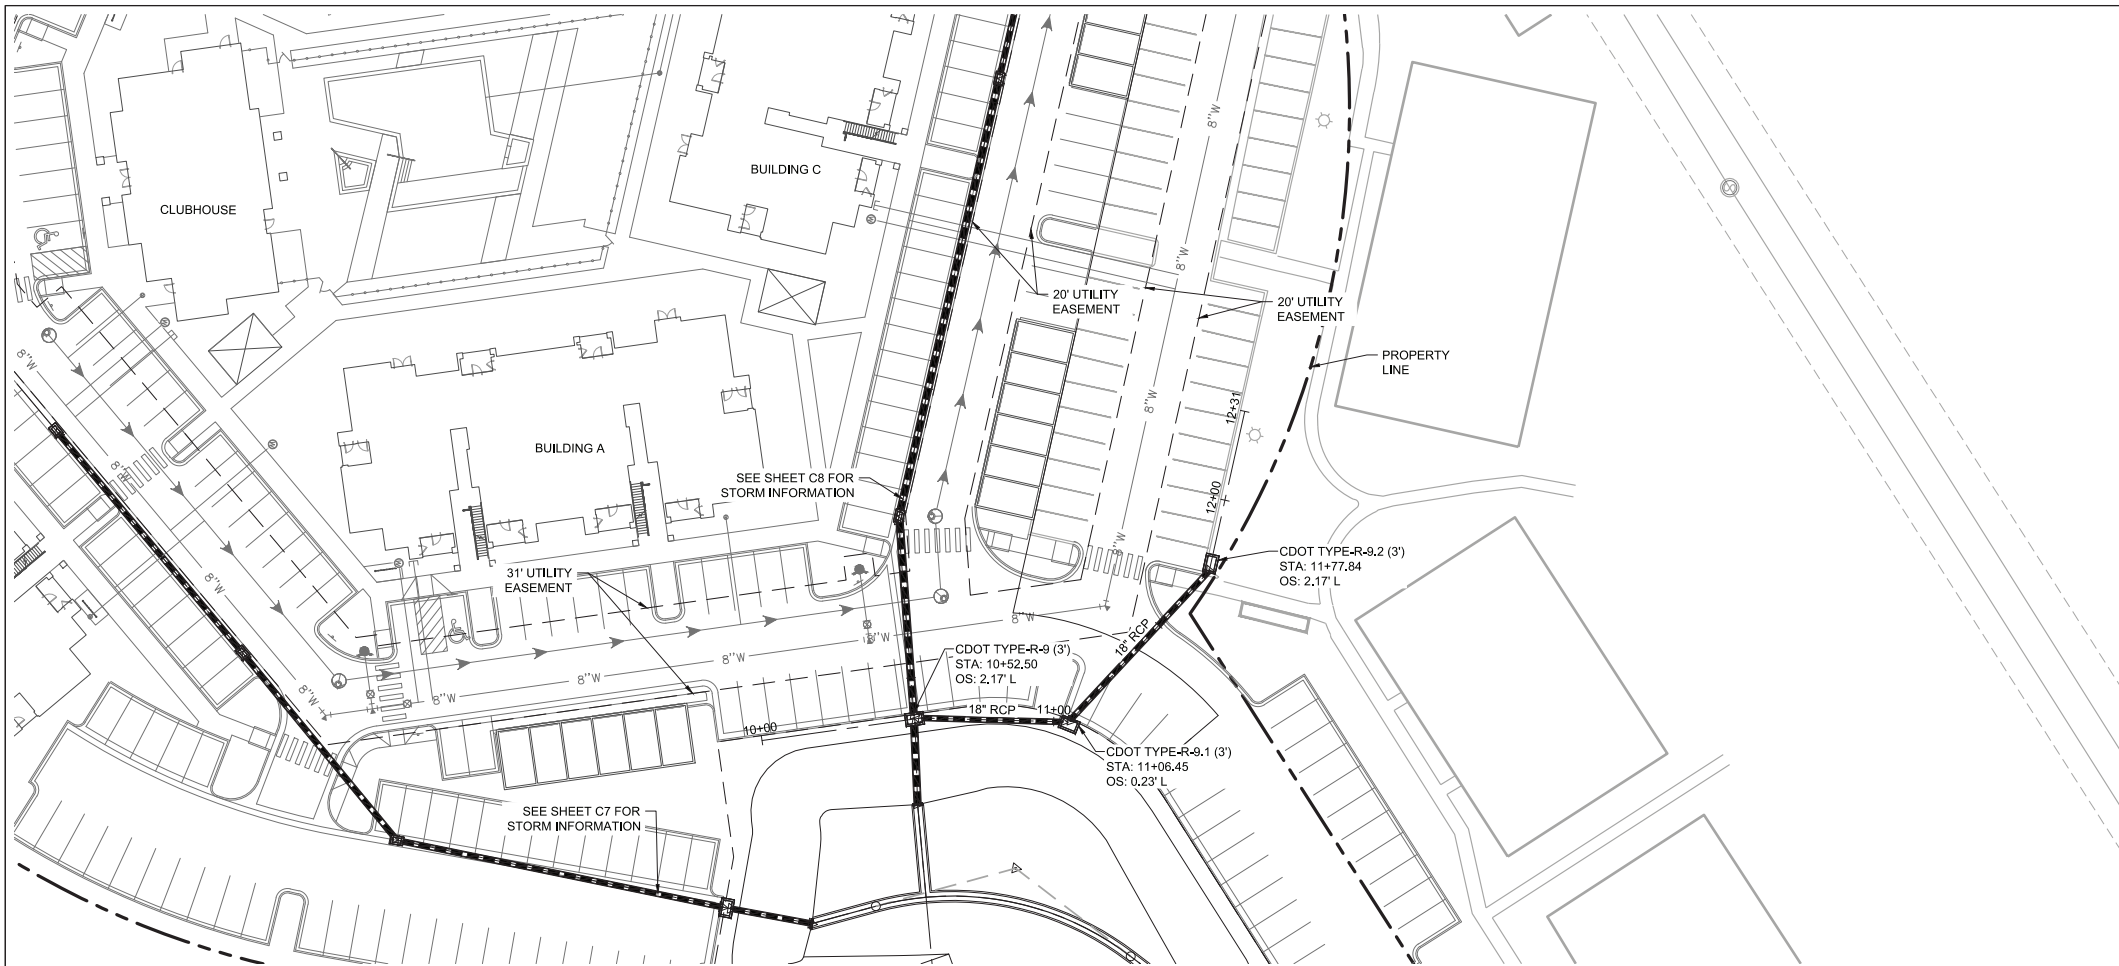 CLUBHOUSE
BUILDING C
BUILDING A
20' UTILITY
EASEMENT
20' UTILITY
EASEMENT
PROPERTY
LINE
SEE SHEET C8 FOR
STORM INFORMATION
31' UTILITY
EASEMENT
CDOT TYPE-R-9.2 (3')
STA: 11+77.84
OS: 2.17' L
CDOT TYPE-R-9 (3')
STA: 10+52.50
OS: 2.17' L
CDOT TYPE-R-9.1 (3')
STA: 11+06.45
OS: 0.23' L
SEE SHEET C7 FOR
STORM INFORMATION
18" RCP
18" RCP
10+00
11+00
12+00
12+31
8"W
8"W
8"W
8"W
8"W
8"W
8"W
8"W
8"W
8"W
8"W
8"W
8"W